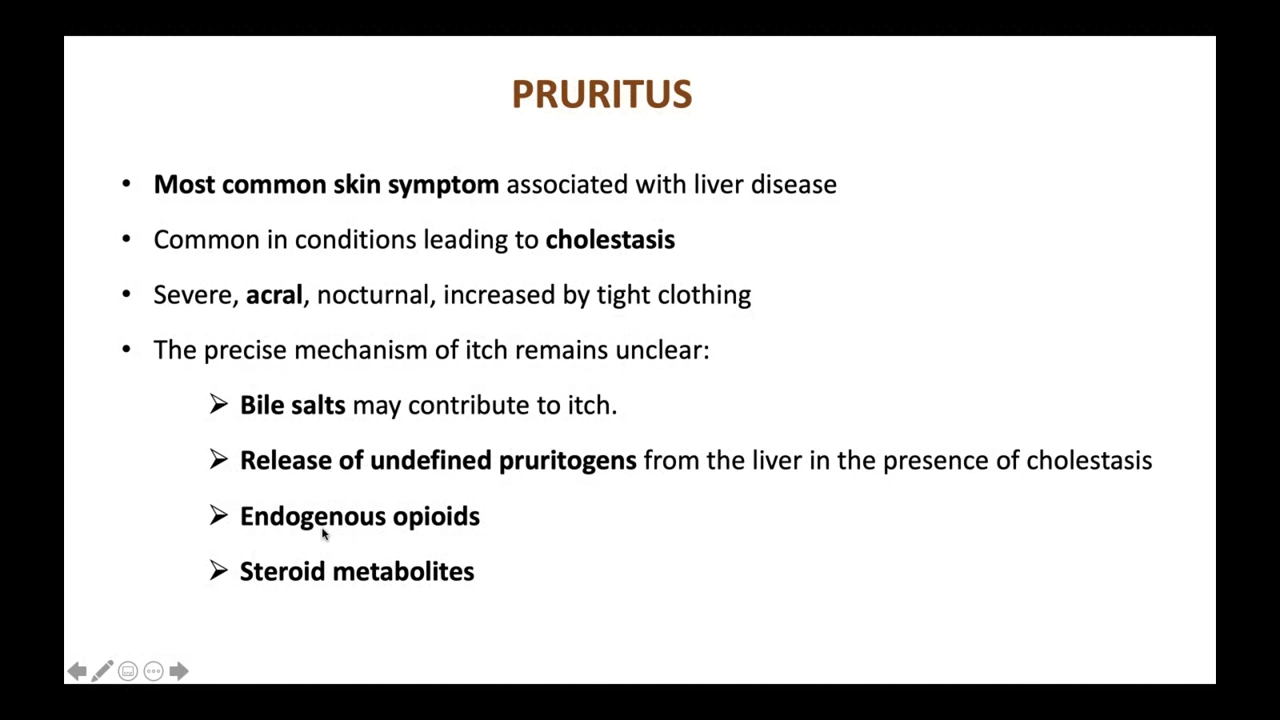 PRURITUS
• Most common skin symptom associated with liver disease
• Common in conditions leading to cholestasis
• Severe, acral, nocturnal, increased by tight clothing
• The precise mechanism of itch remains unclear:
➢ Bile salts may contribute to itch.
➢ Release of undefined pruritogens from the liver in the presence of cholestasis
➢ Endogenous opioids
➢ Steroid metabolites